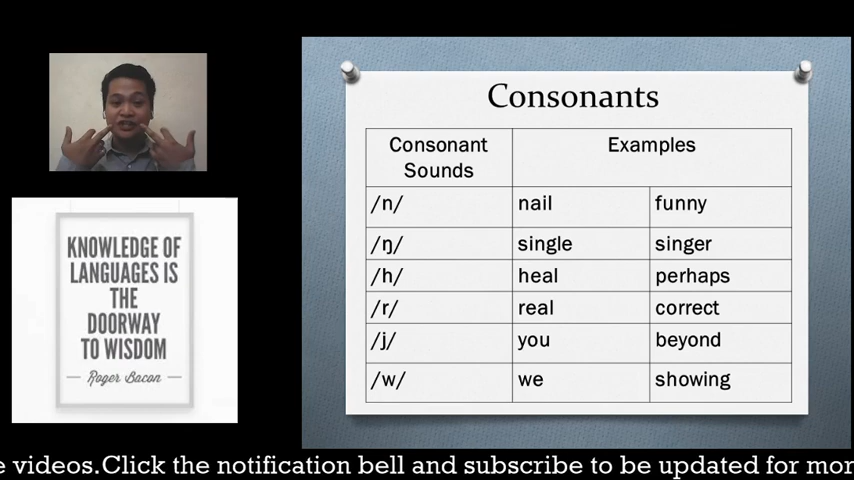 Consonants
Consonant Sounds Examples
/n/ nail funny
/ŋ/ single singer
/h/ heal perhaps
/r/ real correct
/j/ you beyond
/w/ we showing
KNOWLEDGE OF
LANGUAGES IS
THE
DOORWAY
TO WISDOM
Roger Bacon
e videos.Click the notification bell and subscribe to be updated for mor